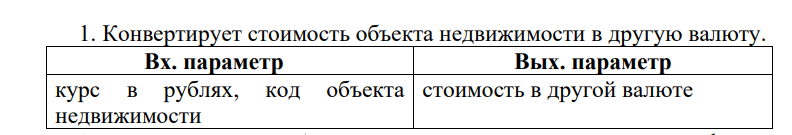 1. Конвертирует стоимость объекта недвижимости в другую валюту.
Вх. параметр Вых. параметр
курс в рублях, код объекта стоимость в другой валюте
недвижимости